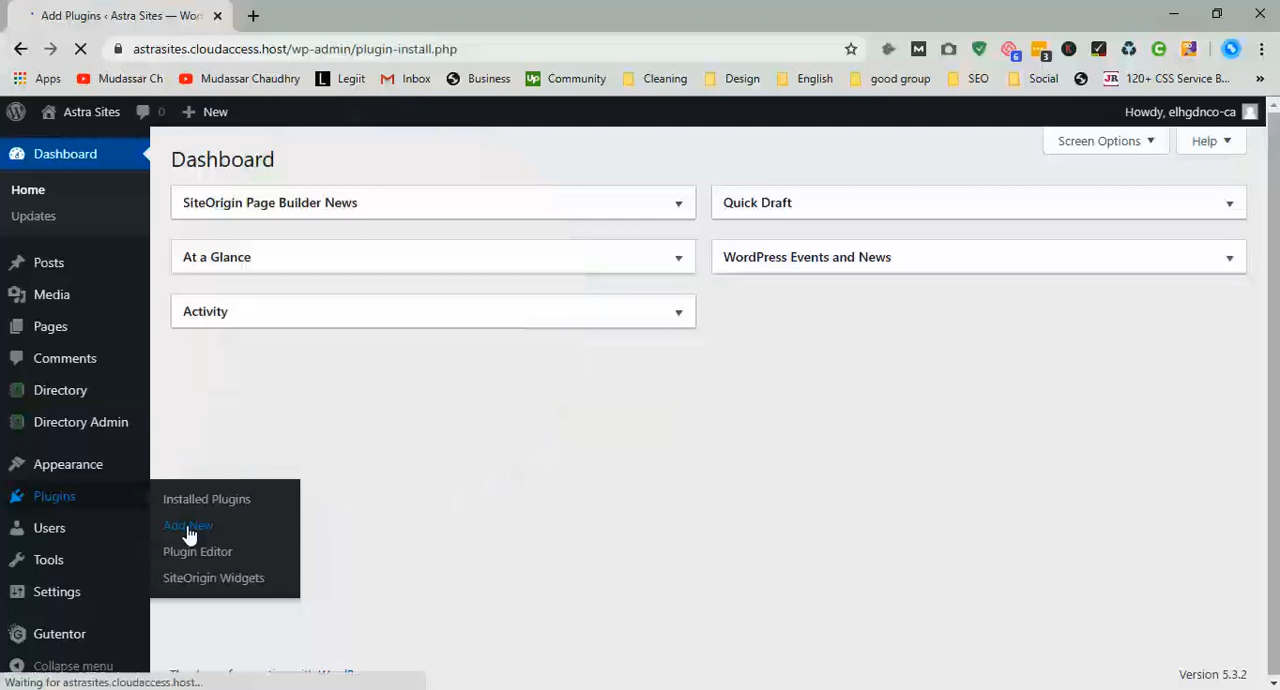 Add Plugins ‹ Astra Sites — Wor
astrasites.cloudaccess.host/wp-admin/plugin-install.php
M
6
3
K
C
Apps
Mudassar Ch
Mudassar Chaudhry
L Legiit
Inbox
Business
Up Community
Cleaning
Design
English
good group
SEO
Social
JR 120+ CSS Service B...
»
Astra Sites
0
+ New
Howdy, elhgdnco-ca
Screen Options
Help
Dashboard
Home
Updates
Posts
Media
Pages
Comments
Directory
Directory Admin
Appearance
Plugins
Users
Tools
Settings
Gutentor
Collapse menu
Installed Plugins
Add New
Plugin Editor
SiteOrigin Widgets
Dashboard
SiteOrigin Page Builder News
Quick Draft
At a Glance
WordPress Events and News
Activity
Version 5.3.2
Waiting for astrasites.cloudaccess.host...